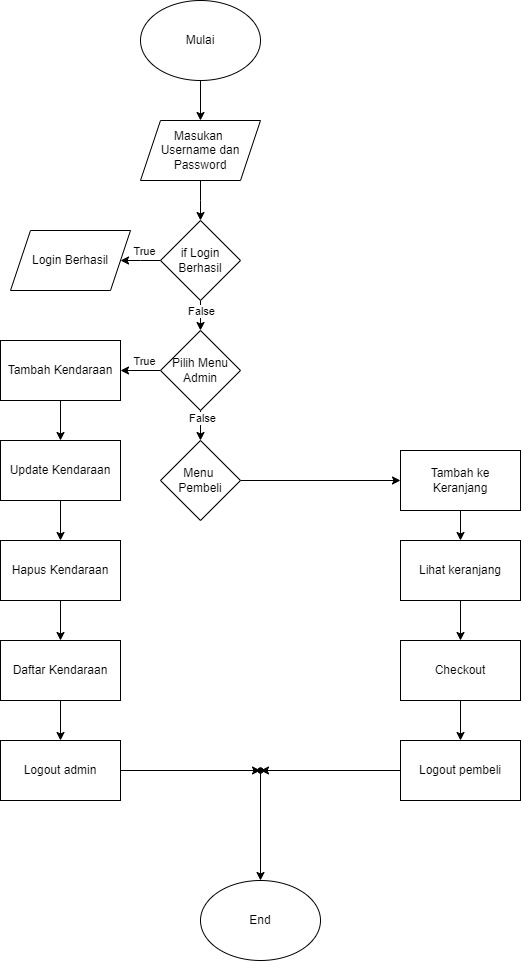 Mulai
Masukan
Username dan
Password
if Login
Berhasil
True
Login Berhasil
False
Pilih Menu
Admin
True
Tambah Kendaraan
False
Menu
Pembeli
Tambah ke
Keranjang
Update Kendaraan
Hapus Kendaraan
Lihat keranjang
Daftar Kendaraan
Checkout
Logout admin
Logout pembeli
End